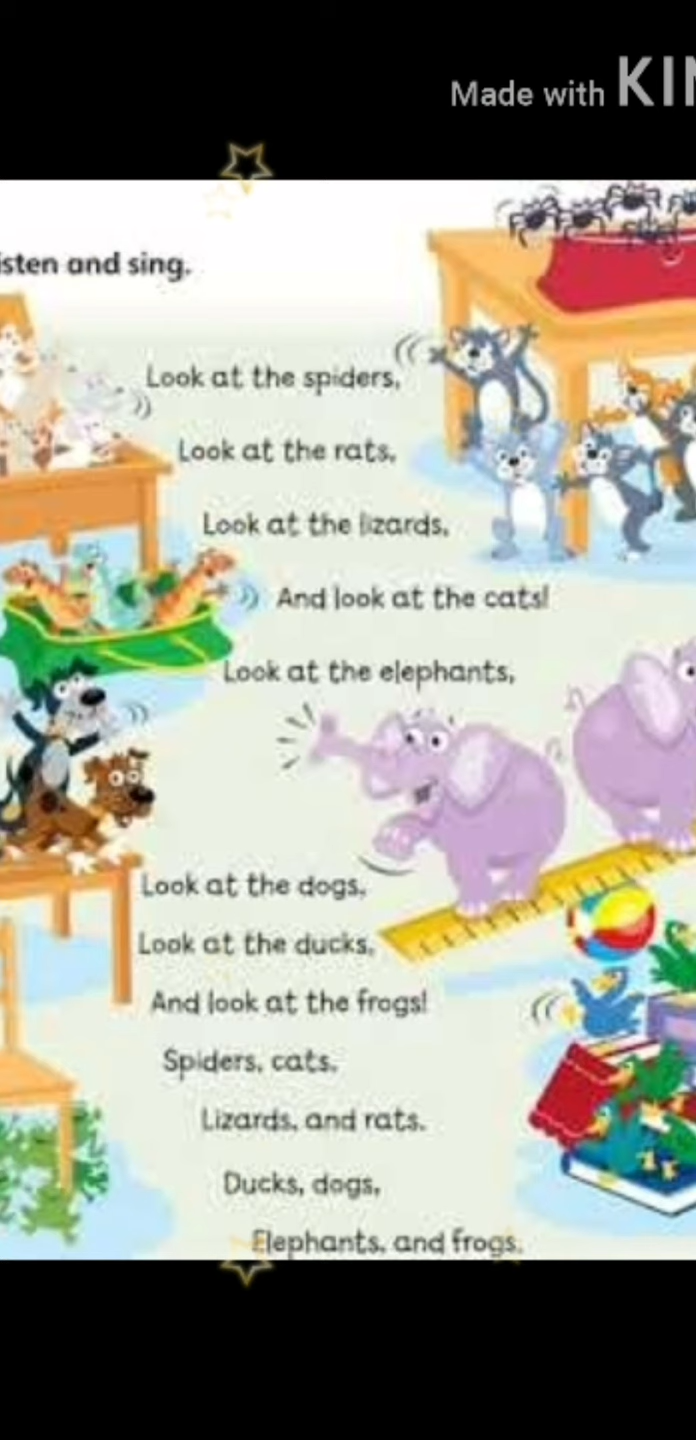 Made with KIN
isten and sing.
Look at the spiders,
Look at the rats,
Look at the lizards,
And look at the cats!
Look at the elephants,
Look at the dogs,
Look at the ducks,
And look at the frogs!
Spiders, cats,
Lizards, and rats.
Ducks, dogs,
Elephants, and frogs.